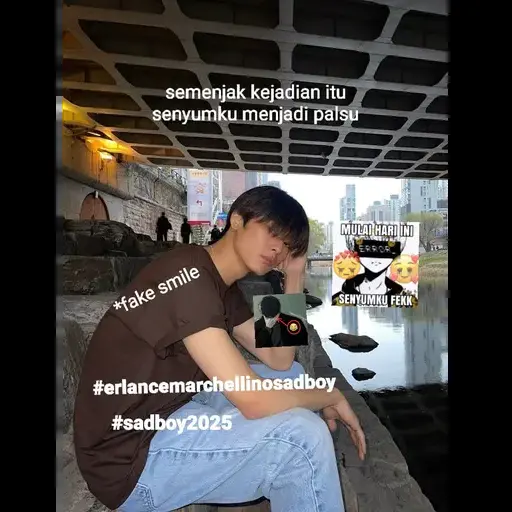 semenjak kejadian itu
senyumku menjadi palsu
MULAI HARI INI
ERROR
SENYUMKU FEKK
*fake smile
#erlancemarchellinosadboy
#sadboy2025